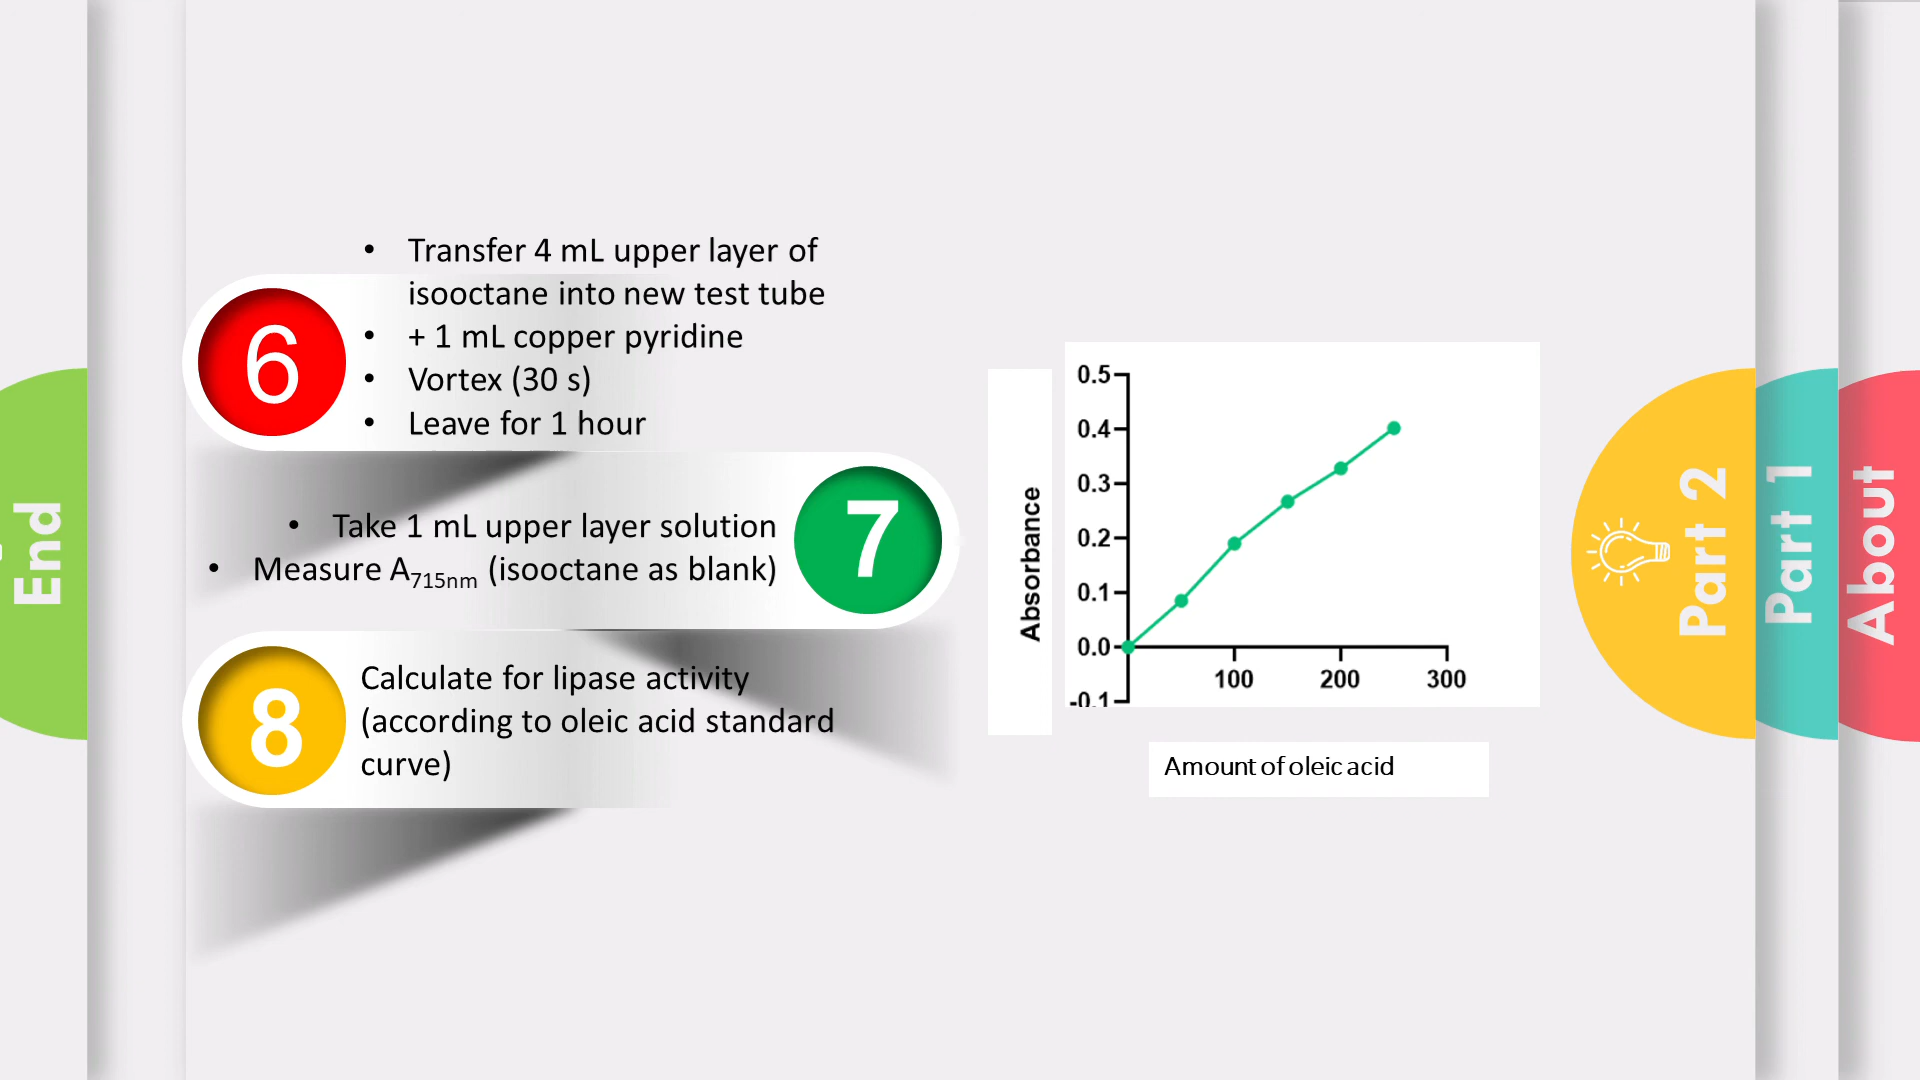 End
6
• Transfer 4 mL upper layer of
isooctane into new test tube
• + 1 mL copper pyridine
• Vortex (30 s)
• Leave for 1 hour
• Take 1 mL upper layer solution
• Measure A715nm (isooctane as blank)
7
8
Calculate for lipase activity
(according to oleic acid standard
curve)
Absorbance
0.5
0.4
0.3
0.2
0.1
0.0
-0.1
100 200 300
Amount of oleic acid
Part 2
Part 1
About